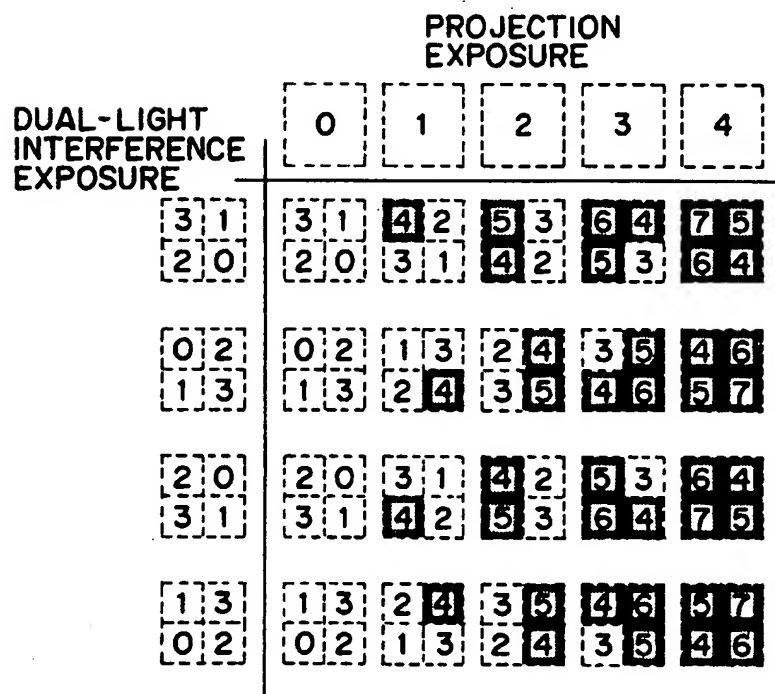 PROJECTION
EXPOSURE
DUAL-LIGHT
INTERFERENCE
EXPOSURE
0 1 2 3 4
3 1 3 1 4 2 5 3 6 4 7 5
2 0 2 0 3 1 4 2 5 3 6 4
0 2 0 2 1 3 2 4 3 5 4 6
1 3 1 3 2 4 3 5 4 6 5 7
2 0 2 0 3 1 4 2 5 3 6 4
3 1 3 1 4 2 5 3 6 4 7 5
1 3 1 3 2 4 3 5 4 6 5 7
0 2 0 2 1 3 2 4 3 5 4 6